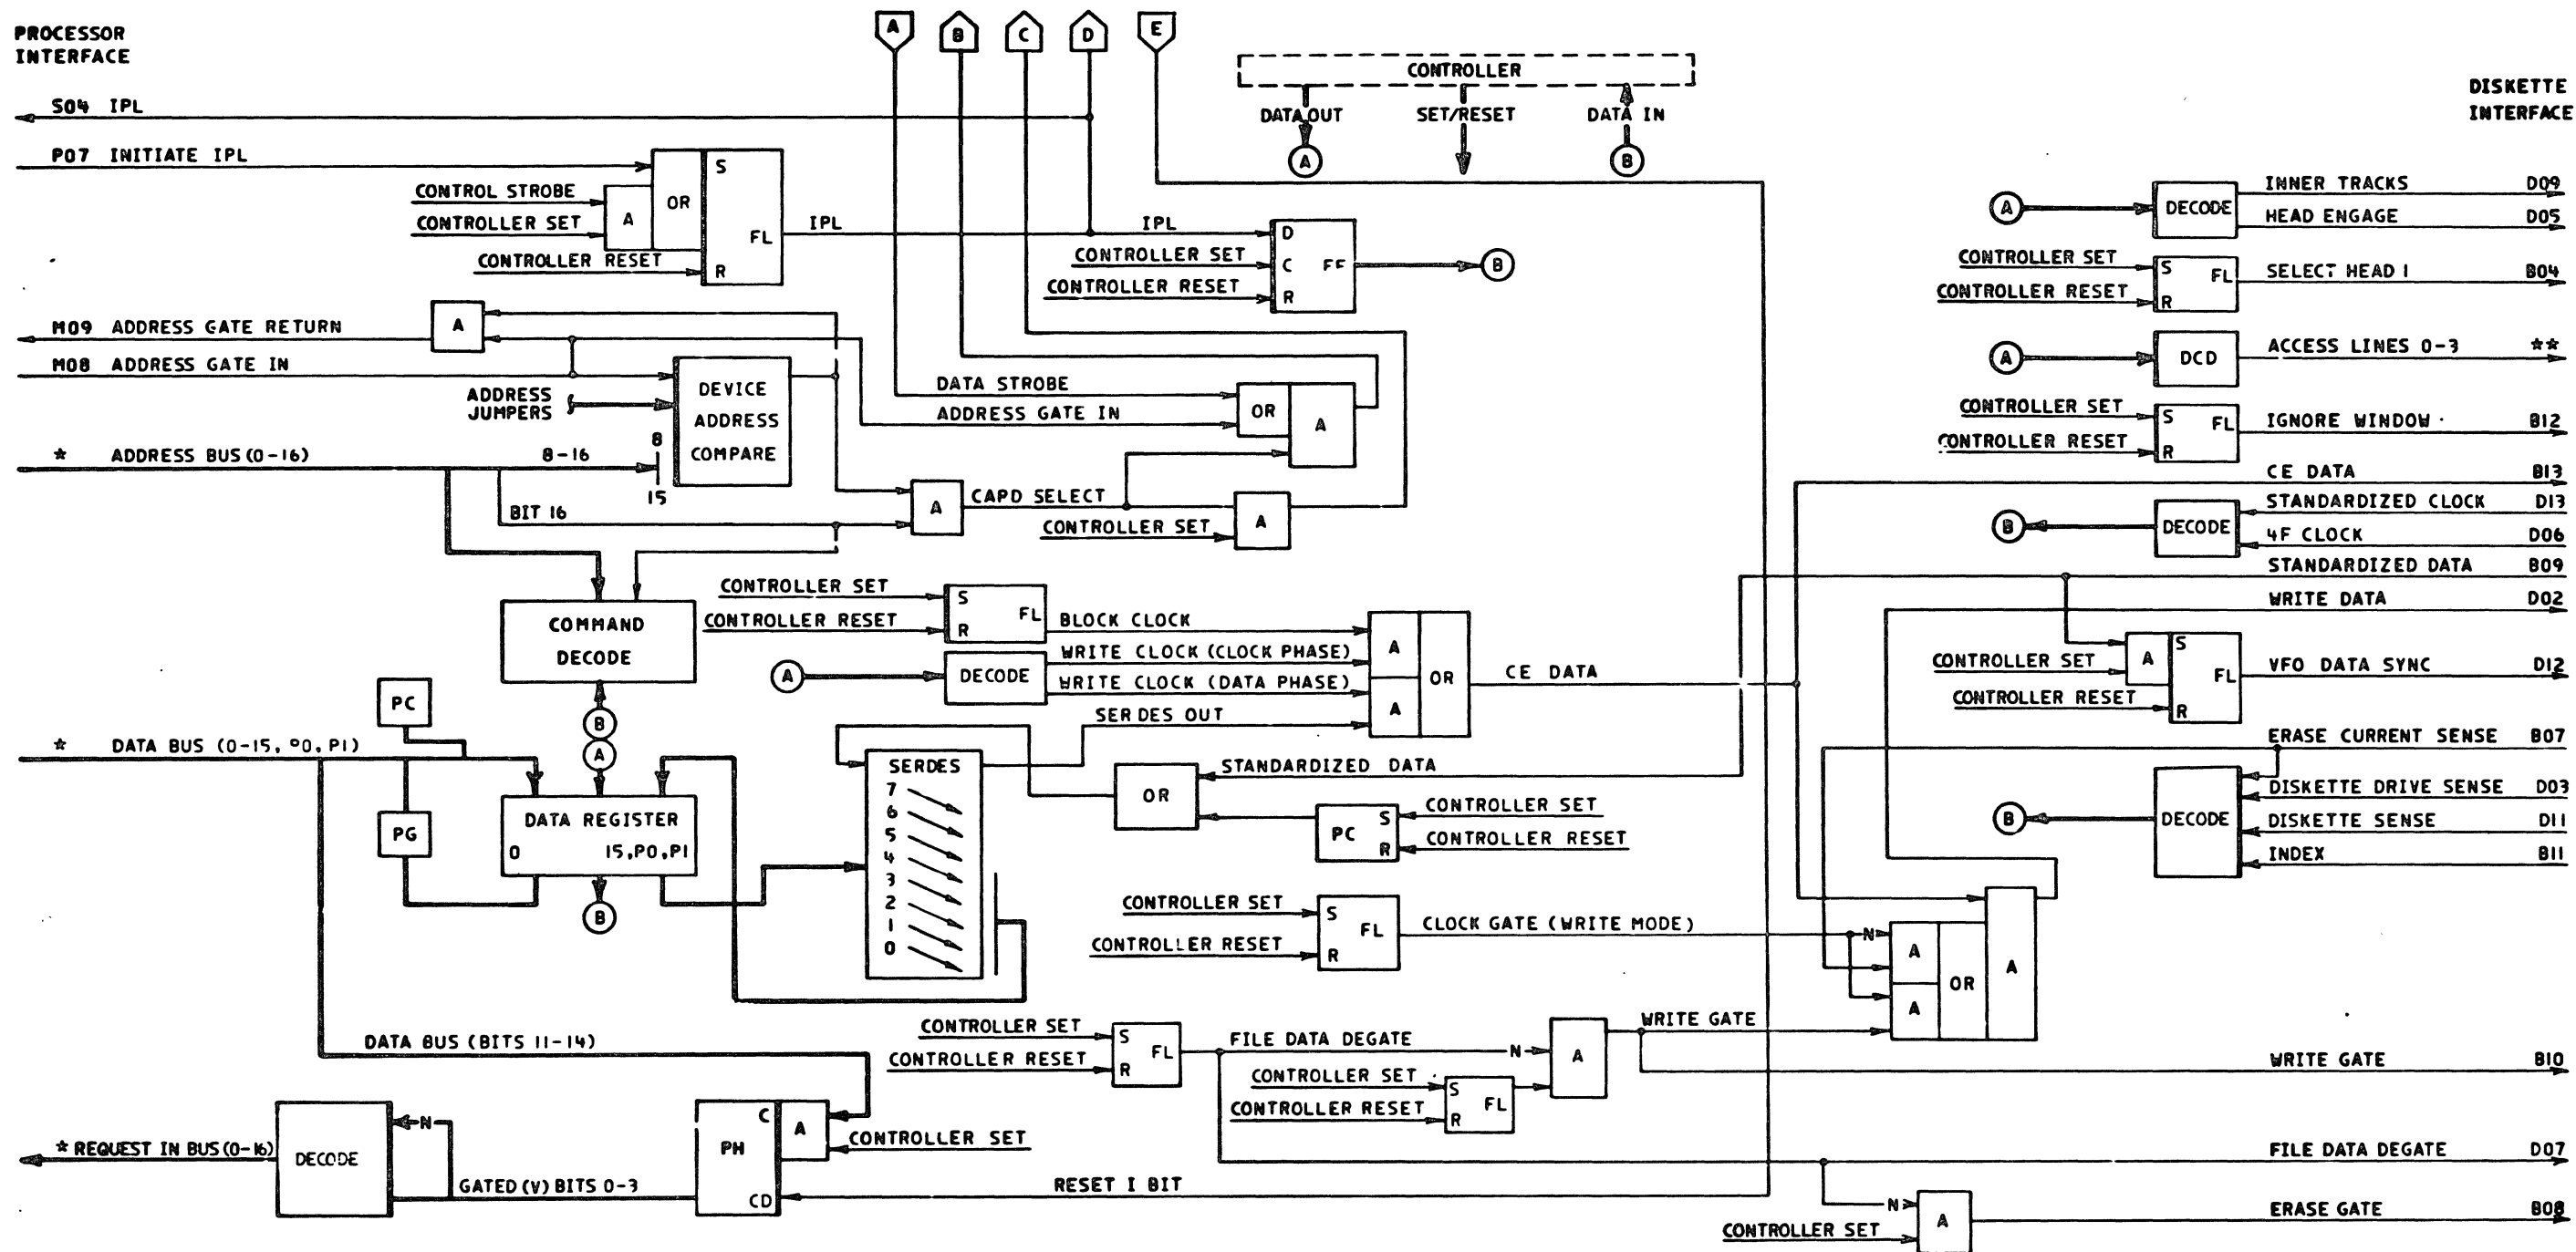 PROCESSOR
INTERFACE
A
B
C
D
E
CONTROLLER
DATA OUT
SET/RESET
DATA IN
A
B
DISKETTE
INTERFACE
S04 IPL
P07 INITIATE IPL
CONTROL STROBE
CONTROLLER SET
CONTROLLER RESET
A
OR
S
FL
R
IPL
IPL
CONTROLLER SET
CONTROLLER RESET
D
C
R
FF
B
M09 ADDRESS GATE RETURN
A
M08 ADDRESS GATE IN
ADDRESS
JUMPERS
DEVICE
ADDRESS
COMPARE
* ADDRESS BUS (0-16)
8-16
8
15
BIT 16
DATA STROBE
ADDRESS GATE IN
OR
A
A
CARD SELECT
CONTROLLER SET
A
COMMAND
DECODE
B
A
CONTROLLER SET
CONTROLLER RESET
S
R
FL
BLOCK CLOCK
A
DECODE
WRITE CLOCK (CLOCK PHASE)
WRITE CLOCK (DATA PHASE)
SERDES OUT
A
A
OR
CE DATA
PC
* DATA BUS (0-15, P0, P1)
PG
DATA REGISTER
0 15,P0,P1
B
SERDES
7
6
5
4
3
2
1
0
OR
STANDARDIZED DATA
PC
S
R
CONTROLLER SET
CONTROLLER RESET
CONTROLLER SET
CONTROLLER RESET
S
R
FL
CLOCK GATE (WRITE MODE)
N
A
A
OR
A
DATA BUS (BITS 11-14)
CONTROLLER SET
CONTROLLER RESET
S
R
FL
FILE DATA DEGATE
N
CONTROLLER SET
CONTROLLER RESET
S
R
FL
A
WRITE GATE
* REQUEST IN BUS (0-16)
DECODE
N
GATED (V) BITS 0-3
PH
C
CD
A
CONTROLLER SET
RESET I BIT
A
DECODE
INNER TRACKS D09
HEAD ENGAGE D05
CONTROLLER SET
CONTROLLER RESET
S
R
FL
SELECT HEAD 1 B04
A
DCD
ACCESS LINES 0-3 **
CONTROLLER SET
CONTROLLER RESET
S
R
FL
IGNORE WINDOW B12
CE DATA B13
B
DECODE
STANDARDIZED CLOCK D13
4F CLOCK D06
STANDARDIZED DATA B09
WRITE DATA D02
CONTROLLER SET
CONTROLLER RESET
A
S
R
FL
VFO DATA SYNC D12
ERASE CURRENT SENSE B07
B
DECODE
DISKETTE DRIVE SENSE D03
DISKETTE SENSE D11
INDEX B11
WRITE GATE B10
FILE DATA DEGATE D07
N
CONTROLLER SET
A
ERASE GATE B08